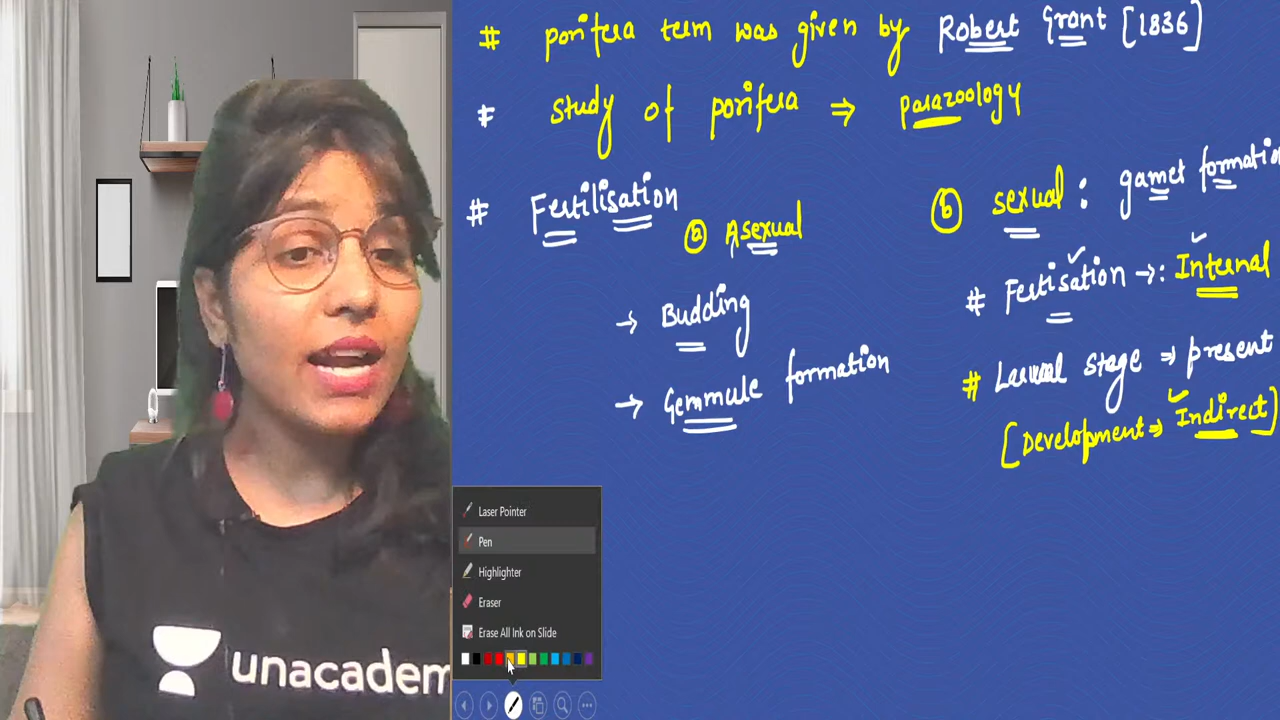 # porifera term was given by Robert Grant [1836]
# study of porifera ⇒ parazoology
# Fertilisation
ⓐ Asexual
→ Budding
→ Gemmule formation
ⓑ sexual : gamet formation
# Fertisation →: Internal
# Larval stage ⇒ present
[Development ⇒ Indirect]
Laser Pointer
Pen
Highlighter
Eraser
Erase All Ink on Slide
unacadem